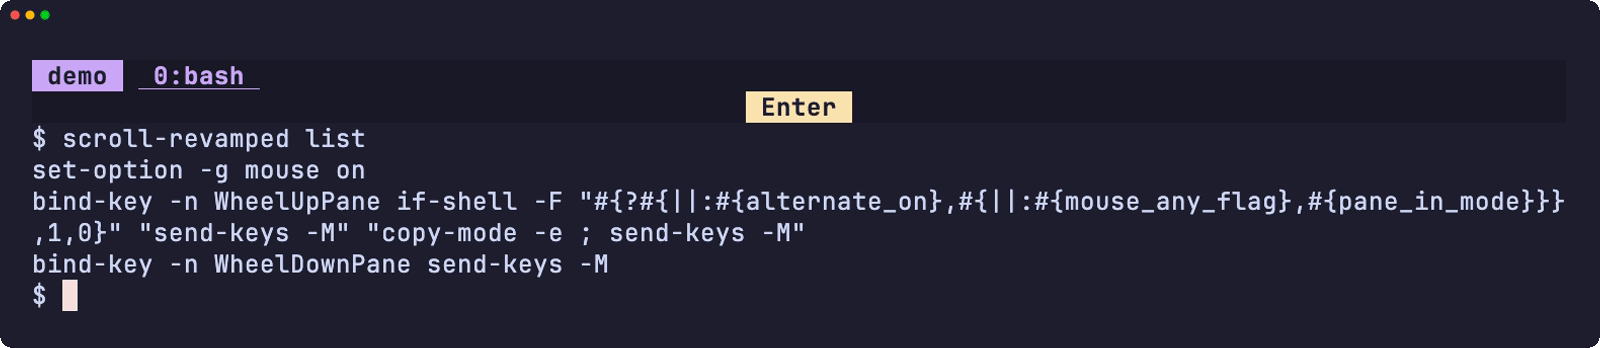 demo 0:bash
Enter
$ scroll-revamped list
set-option -g mouse on
bind-key -n WheelUpPane if-shell -F "#{?#{||:#{alternate_on},#{||:#{mouse_any_flag},#{pane_in_mode}}}
,1,0}" "send-keys -M" "copy-mode -e ; send-keys -M"
bind-key -n WheelDownPane send-keys -M
$